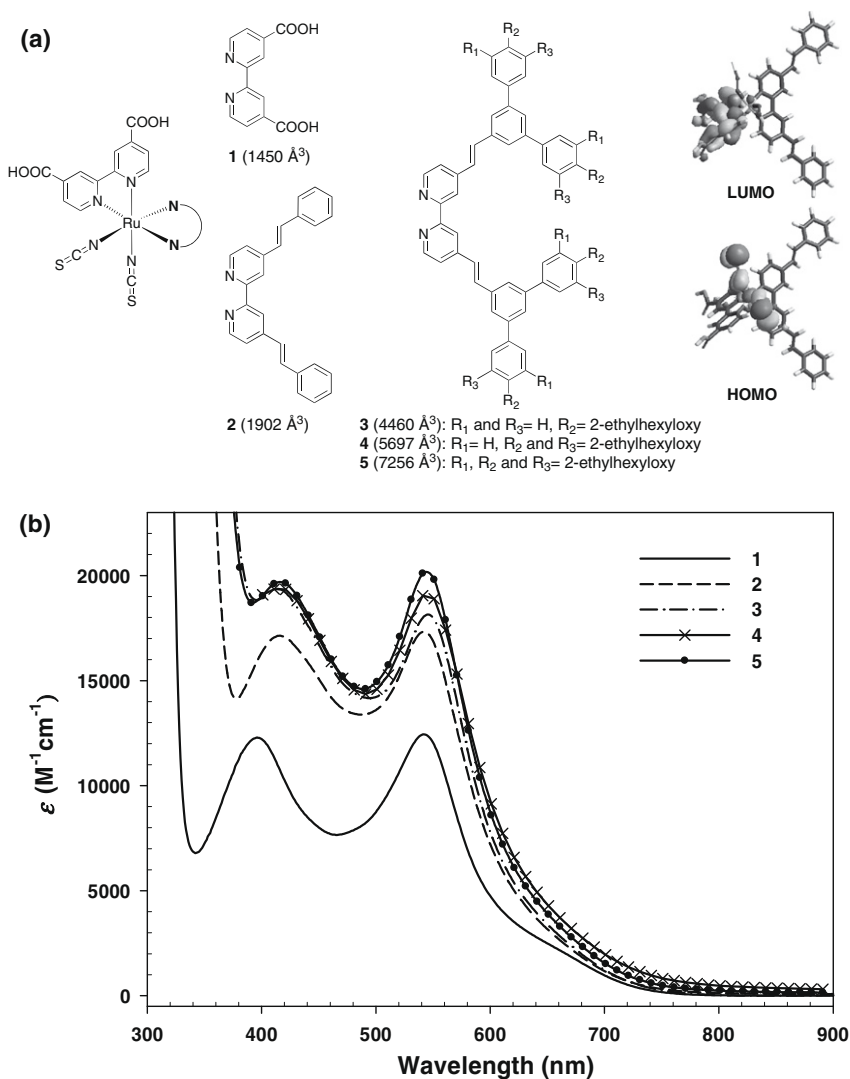 (a)
COOH
HOOC
N
N
N
N
Ru
S=C=N
N
C
S
COOH
N
N
COOH
1 (1450 Å³)
N
N
2 (1902 Å³)
R₂
R₁
R₃
R₁
R₂
R₃
N
N
R₁
R₂
R₃
R₃
R₁
R₂
3 (4460 Å³): R₁ and R₃= H, R₂= 2-ethylhexyloxy
4 (5697 Å³): R₁= H, R₂ and R₃= 2-ethylhexyloxy
5 (7256 Å³): R₁, R₂ and R₃= 2-ethylhexyloxy
LUMO
HOMO
(b)
20000
15000
10000
5000
0
ε (M⁻¹cm⁻¹)
1
2
3
4
5
300 400 500 600 700 800 900
Wavelength (nm)